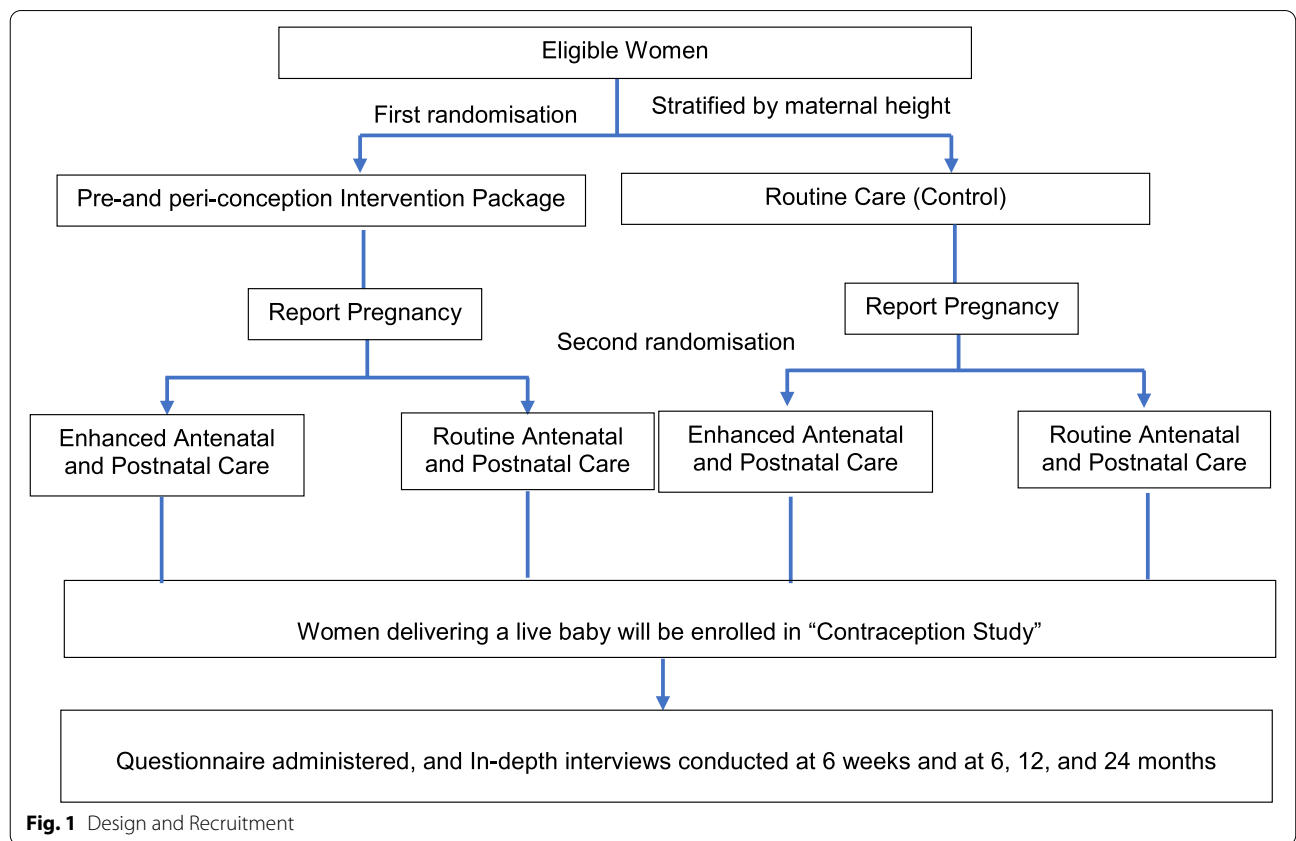 Eligible Women
First randomisation
Stratified by maternal height
Pre-and peri-conception Intervention Package
Routine Care (Control)
Report Pregnancy
Report Pregnancy
Second randomisation
Enhanced Antenatal
and Postnatal Care
Routine Antenatal
and Postnatal Care
Enhanced Antenatal
and Postnatal Care
Routine Antenatal
and Postnatal Care
Women delivering a live baby will be enrolled in “Contraception Study”
Questionnaire administered, and In-depth interviews conducted at 6 weeks and at 6, 12, and 24 months
Fig. 1 Design and Recruitment